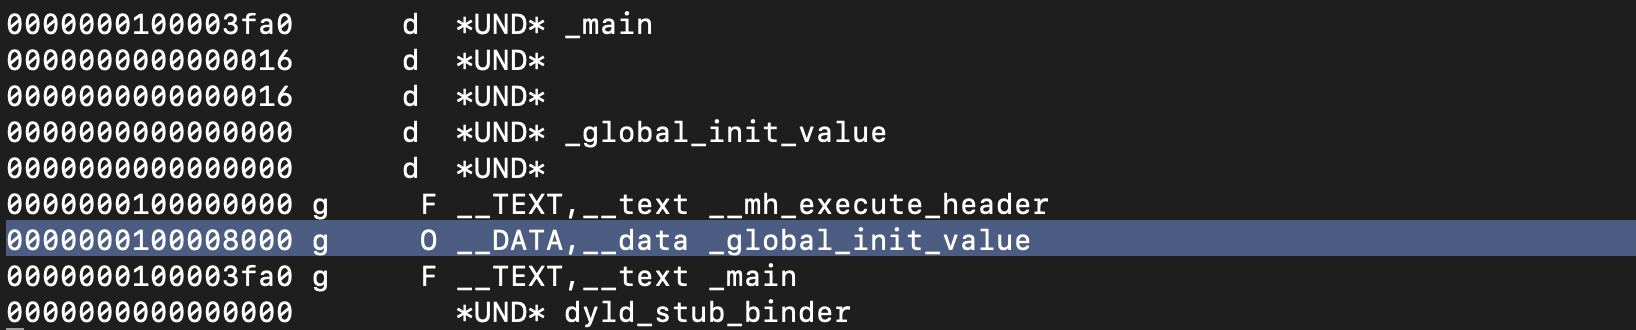 0000000100003fa0      d  *UND* _main
0000000000000016      d  *UND*
0000000000000016      d  *UND*
0000000000000000      d  *UND* _global_init_value
0000000000000000      d  *UND*
0000000100000000 g     F __TEXT,__text __mh_execute_header
0000000100008000 g     O __DATA,__data _global_init_value
0000000100003fa0 g     F __TEXT,__text _main
0000000000000000         *UND* dyld_stub_binder